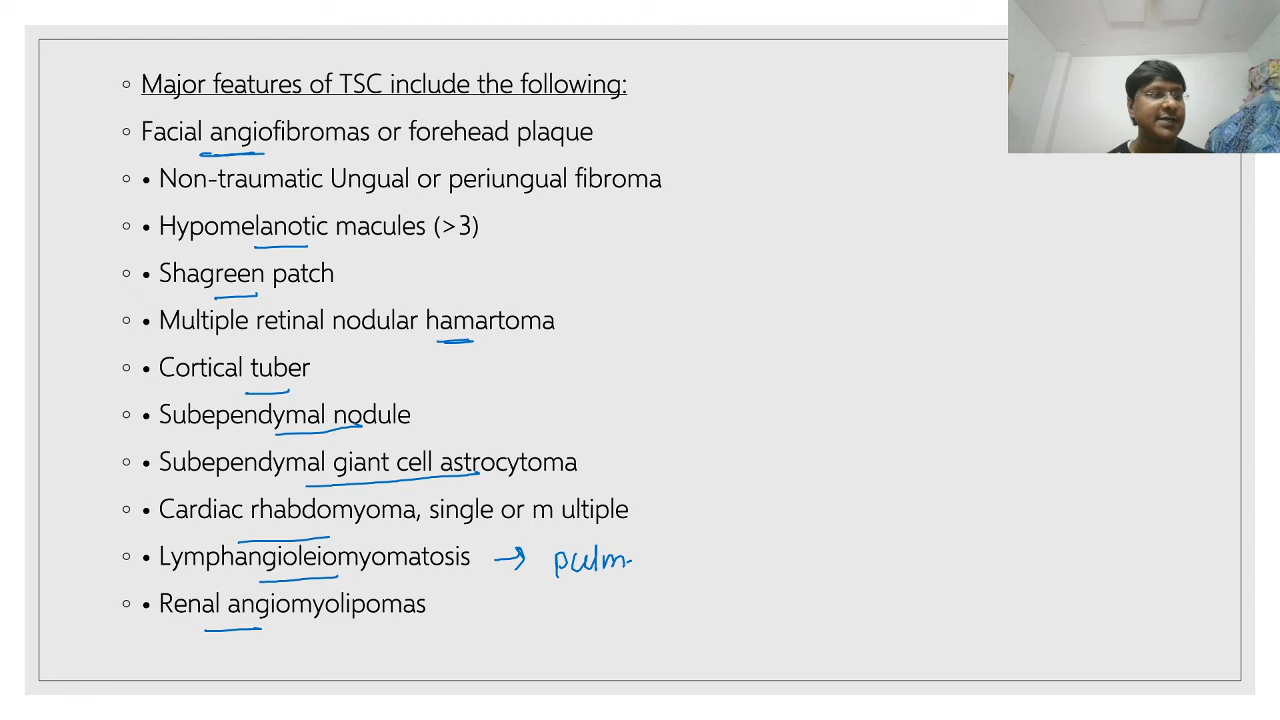 ◦ Major features of TSC include the following:
◦ Facial angiofibromas or forehead plaque
◦ • Non-traumatic Ungual or periungual fibroma
◦ • Hypomelanotic macules (>3)
◦ • Shagreen patch
◦ • Multiple retinal nodular hamartoma
◦ • Cortical tuber
◦ • Subependymal nodule
◦ • Subependymal giant cell astrocytoma
◦ • Cardiac rhabdomyoma, single or m ultiple
◦ • Lymphangioleiomyomatosis → pulm.
◦ • Renal angiomyolipomas